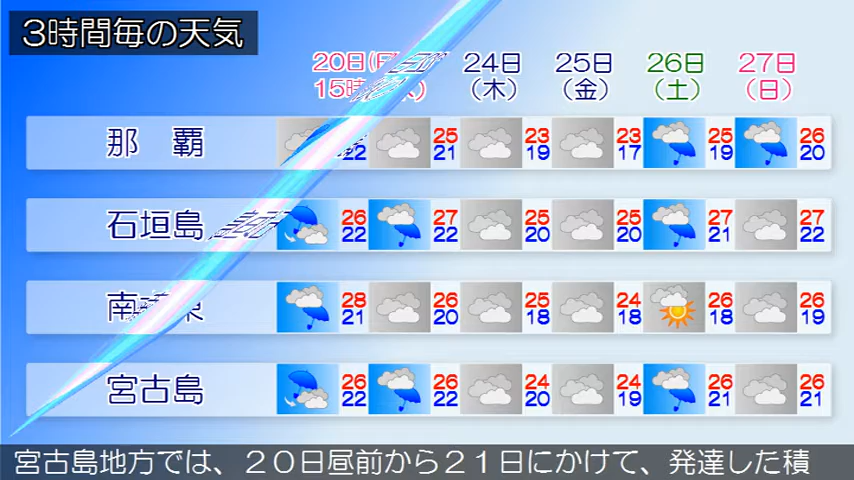 3時間毎の天気
20日(日) 24日 25日 26日 27日
15時 (木) (金) (土) (日)
那 覇 22 25 21 23 19 23 17 25 19 26 20
石垣島 26 22 27 22 25 20 25 20 27 21 27 22
南 東 28 21 26 20 25 18 24 18 26 18 26 19
宮古島 26 22 26 22 24 20 24 19 26 21 26 21
宮古島地方では、２０日昼前から２１日にかけて、発達した積